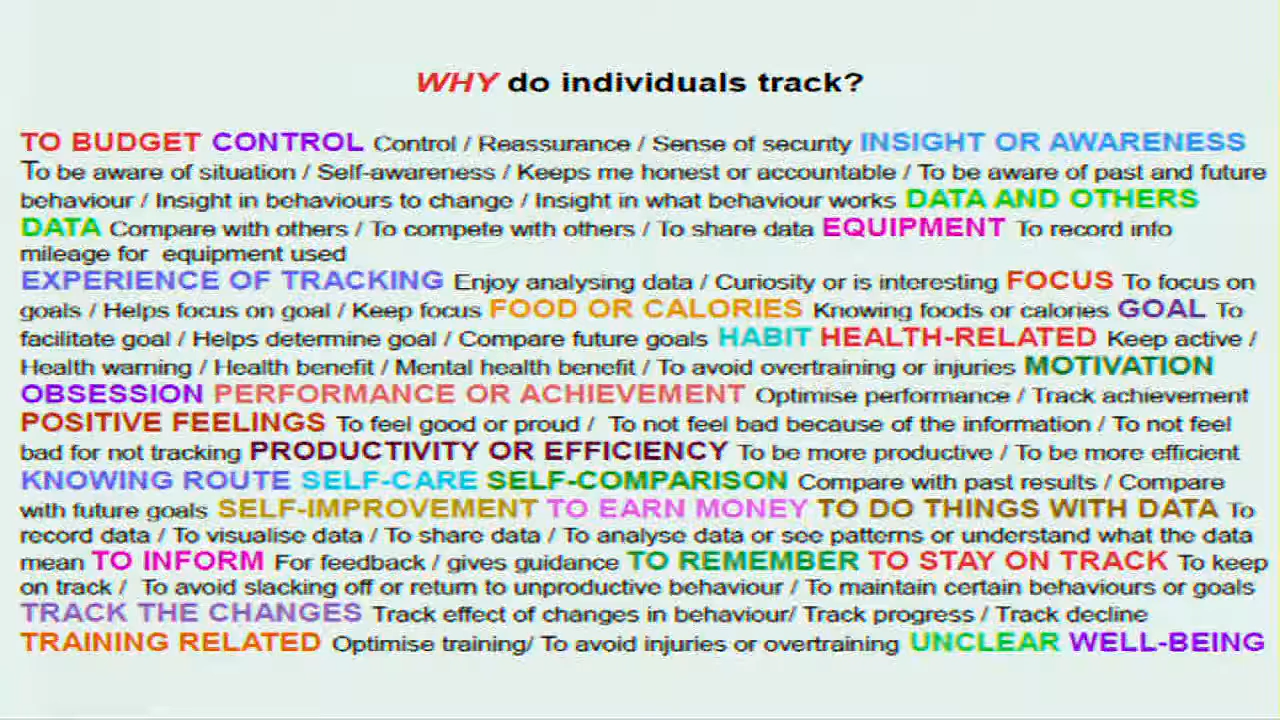 WHY do individuals track?
TO BUDGET CONTROL Control / Reassurance / Sense of security INSIGHT OR AWARENESS
To be aware of situation / Self-awareness / Keeps me honest or accountable / To be aware of past and future
behaviour / Insight in behaviours to change / Insight in what behaviour works DATA AND OTHERS
DATA Compare with others / To compete with others / To share data EQUIPMENT To record info
mileage for equipment used
EXPERIENCE OF TRACKING Enjoy analysing data / Curiosity or is interesting FOCUS To focus on
goals / Helps focus on goal / Keep focus FOOD OR CALORIES Knowing foods or calories GOAL To
facilitate goal / Helps determine goal / Compare future goals HABIT HEALTH-RELATED Keep active /
Health warning / Health benefit / Mental health benefit / To avoid overtraining or injuries MOTIVATION
OBSESSION PERFORMANCE OR ACHIEVEMENT Optimise performance / Track achievement
POSITIVE FEELINGS To feel good or proud / To not feel bad because of the information / To not feel
bad for not tracking PRODUCTIVITY OR EFFICIENCY To be more productive / To be more efficient
KNOWING ROUTE SELF-CARE SELF-COMPARISON Compare with past results / Compare
with future goals SELF-IMPROVEMENT TO EARN MONEY TO DO THINGS WITH DATA To
record data / To visualise data / To share data / To analyse data or see patterns or understand what the data
mean TO INFORM For feedback / gives guidance TO REMEMBER TO STAY ON TRACK To keep
on track / To avoid slacking off or return to unproductive behaviour / To maintain certain behaviours or goals
TRACK THE CHANGES Track effect of changes in behaviour/ Track progress / Track decline
TRAINING RELATED Optimise training/ To avoid injuries or overtraining UNCLEAR WELL-BEING